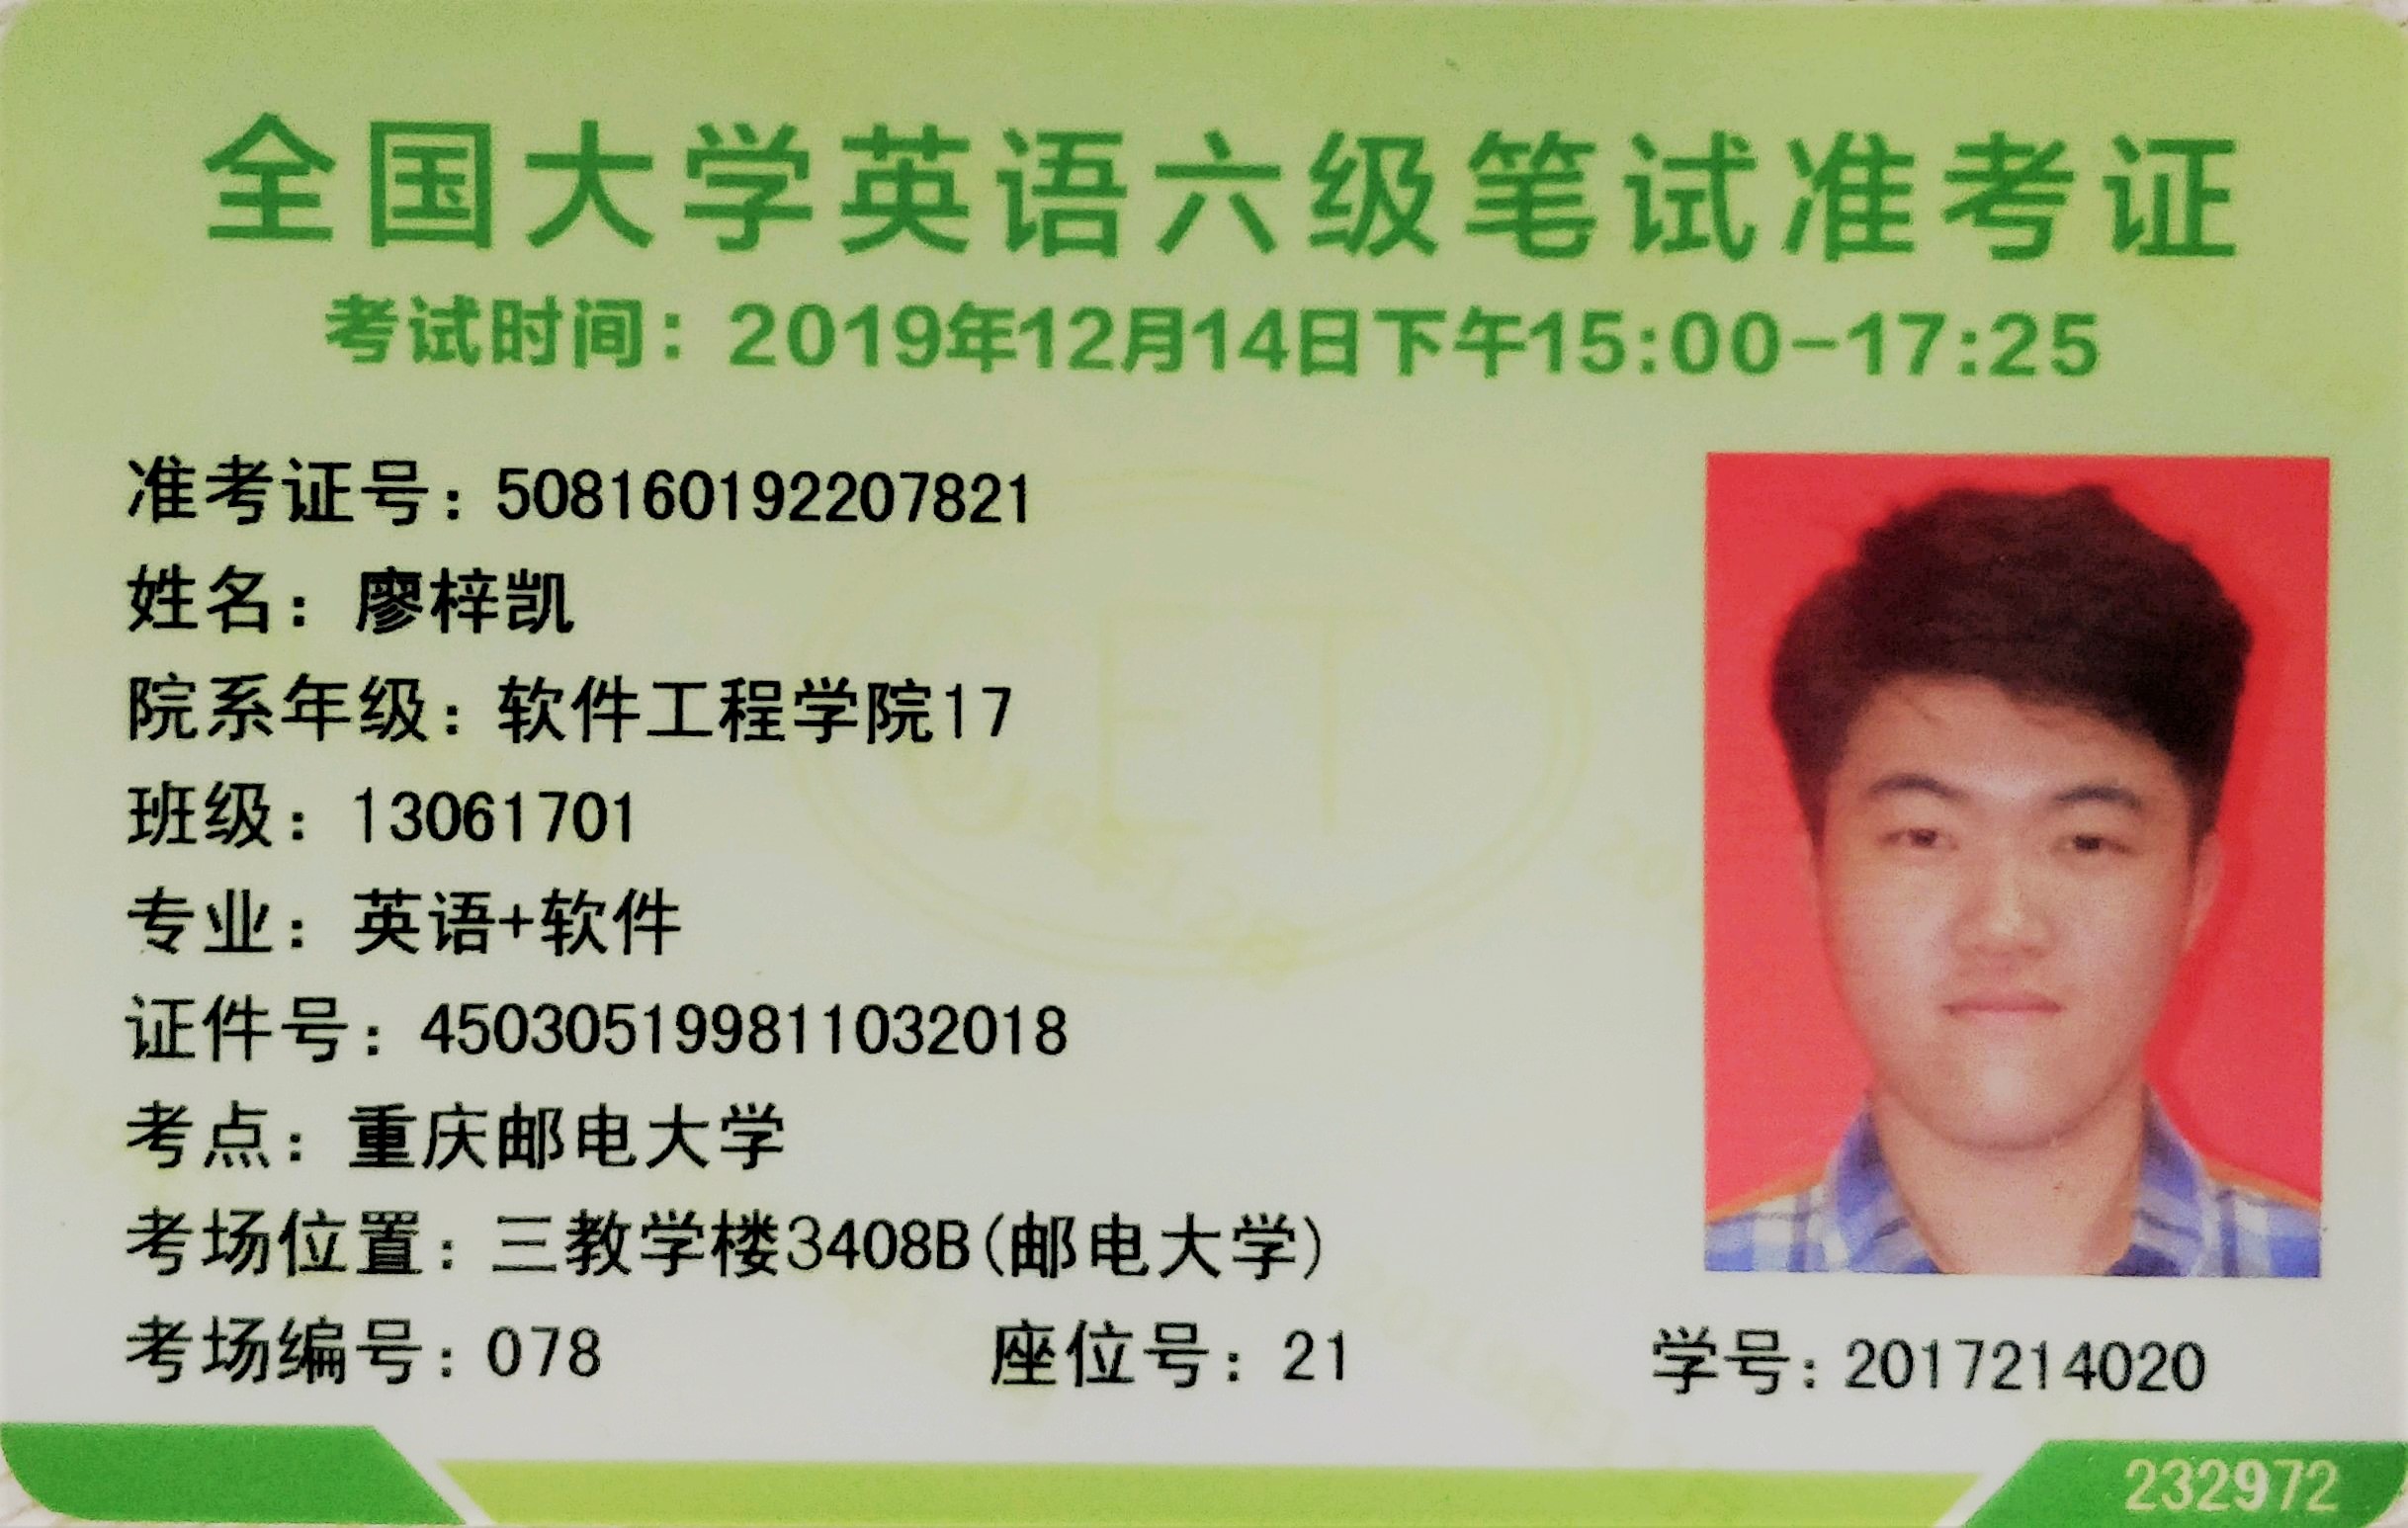 全国大学英语六级笔试准考证
考试时间：2019年12月14日下午15:00-17:25
准考证号：508160192207821
姓名：廖梓凯
院系年级：软件工程学院17
班级：13061701
专业：英语+软件
证件号：450305199811032018
考点：重庆邮电大学
考场位置：三教学楼3408B(邮电大学)
考场编号：078 座位号：21 学号：2017214020
232972